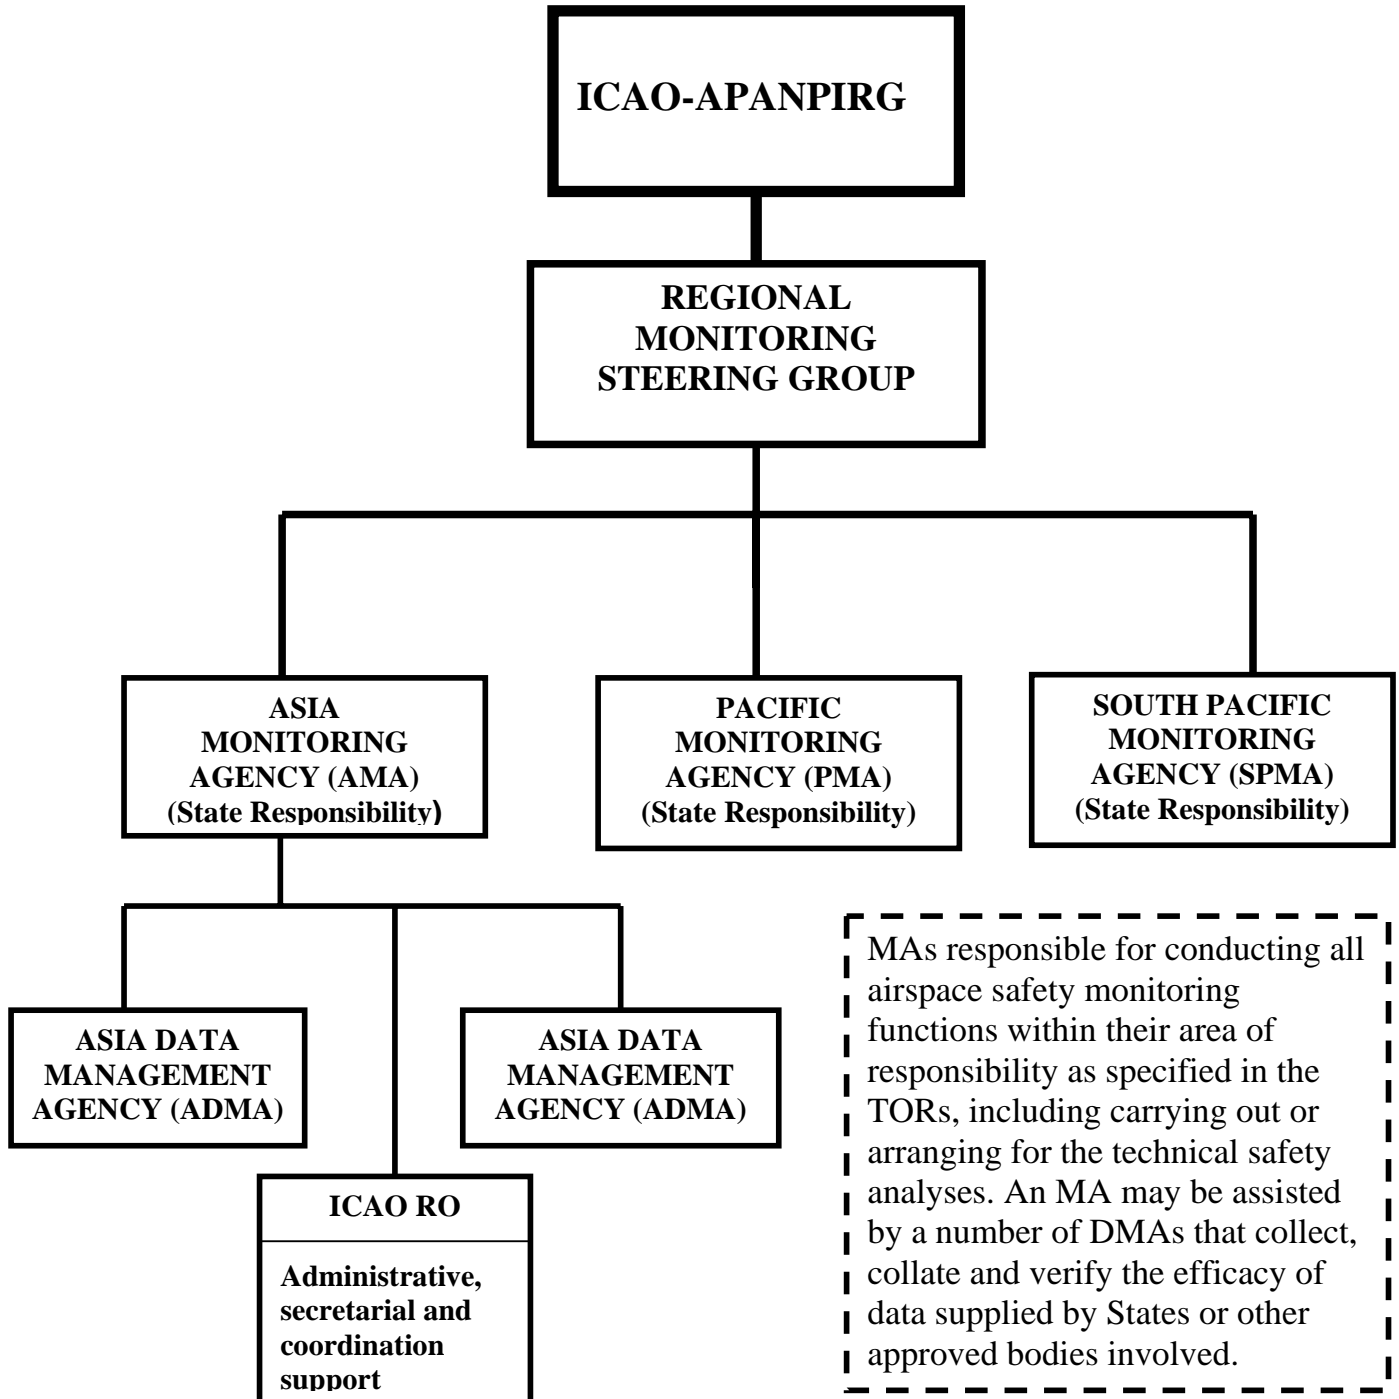 ICAO-APANPIRG
REGIONAL
MONITORING
STEERING GROUP
ASIA
MONITORING
AGENCY (AMA)
(State Responsibility)
PACIFIC
MONITORING
AGENCY (PMA)
(State Responsibility)
SOUTH PACIFIC
MONITORING
AGENCY (SPMA)
(State Responsibility)
ASIA DATA
MANAGEMENT
AGENCY (ADMA)
ASIA DATA
MANAGEMENT
AGENCY (ADMA)
ICAO RO
Administrative,
secretarial and
coordination
support
MAs responsible for conducting all
airspace safety monitoring
functions within their area of
responsibility as specified in the
TORs, including carrying out or
arranging for the technical safety
analyses. An MA may be assisted
by a number of DMAs that collect,
collate and verify the efficacy of
data supplied by States or other
approved bodies involved.